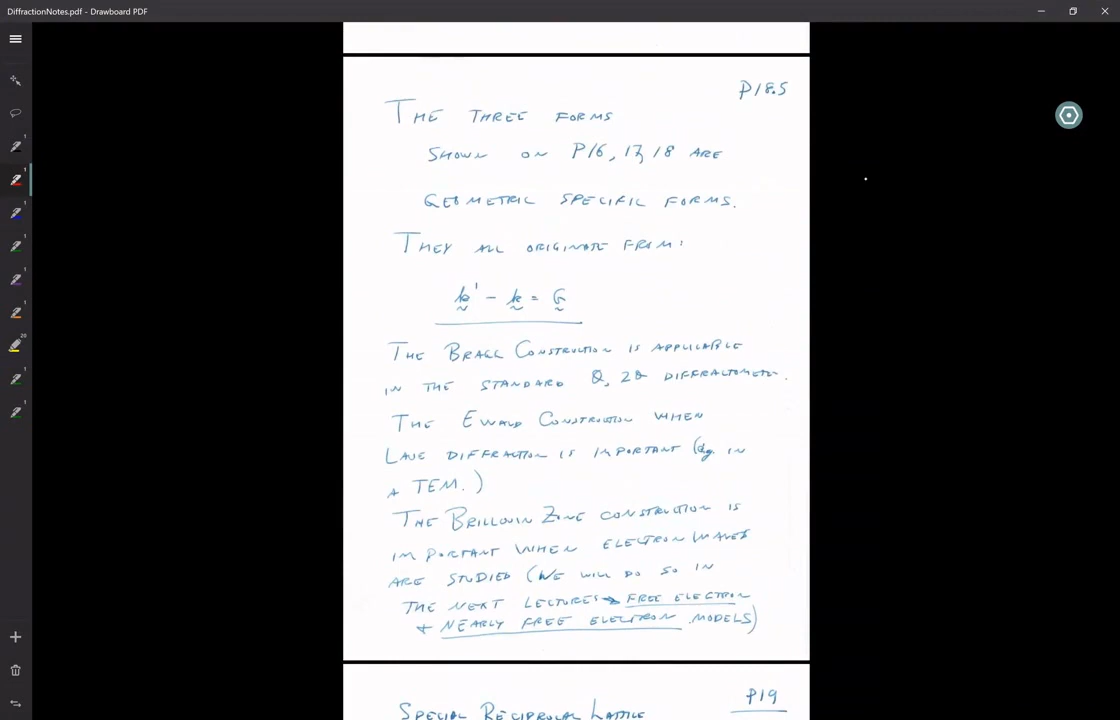 DiffractionNotes.pdf - Drawboard PDF
P18.5
THE THREE FORMS
SHOWN ON P16, 17, 18 ARE
GEOMETRIC SPECIFIC FORMS.
THEY ALL ORIGINATE FROM:
k' - k = G
THE BRAGG CONSTRUCTION IS APPLICABLE
IN THE STANDARD θ, 2θ DIFFRACTOMETER.
THE EWALD CONSTRUCTION WHEN
LAUE DIFFRACTION IS IMPORTANT (eg. IN
A TEM.)
THE BRILLOUIN ZONE CONSTRUCTION IS
IMPORTANT WHEN ELECTRON WAVES
ARE STUDIED (WE WILL DO SO IN
THE NEXT LECTURES → FREE ELECTRON
+ NEARLY FREE ELECTRON MODELS)
P19
SPECIAL RECIPROCAL LATTICE